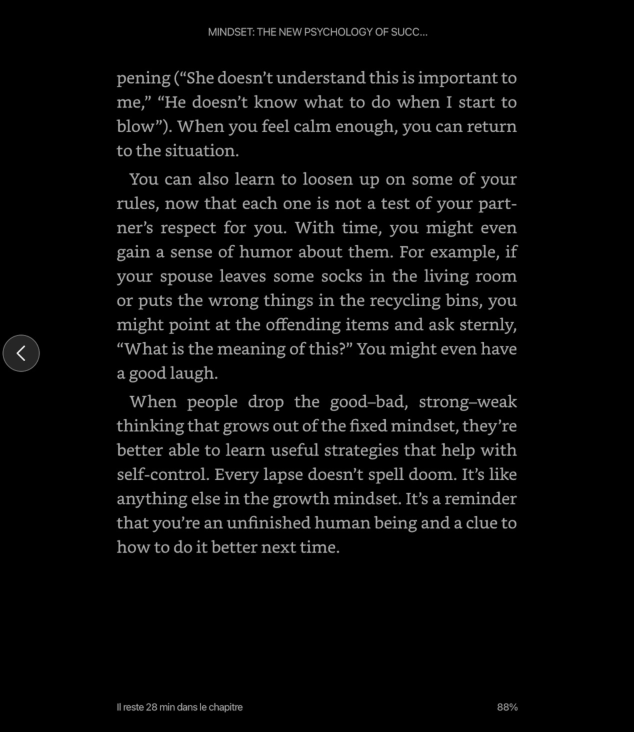 MINDSET: THE NEW PSYCHOLOGY OF SUCC...
pening (“She doesn’t understand this is important to
me,” “He doesn’t know what to do when I start to
blow”). When you feel calm enough, you can return
to the situation.
You can also learn to loosen up on some of your
rules, now that each one is not a test of your part-
ner’s respect for you. With time, you might even
gain a sense of humor about them. For example, if
your spouse leaves some socks in the living room
or puts the wrong things in the recycling bins, you
might point at the offending items and ask sternly,
“What is the meaning of this?” You might even have
a good laugh.
When people drop the good–bad, strong–weak
thinking that grows out of the fixed mindset, they’re
better able to learn useful strategies that help with
self-control. Every lapse doesn’t spell doom. It’s like
anything else in the growth mindset. It’s a reminder
that you’re an unfinished human being and a clue to
how to do it better next time.
Il reste 28 min dans le chapitre
88%